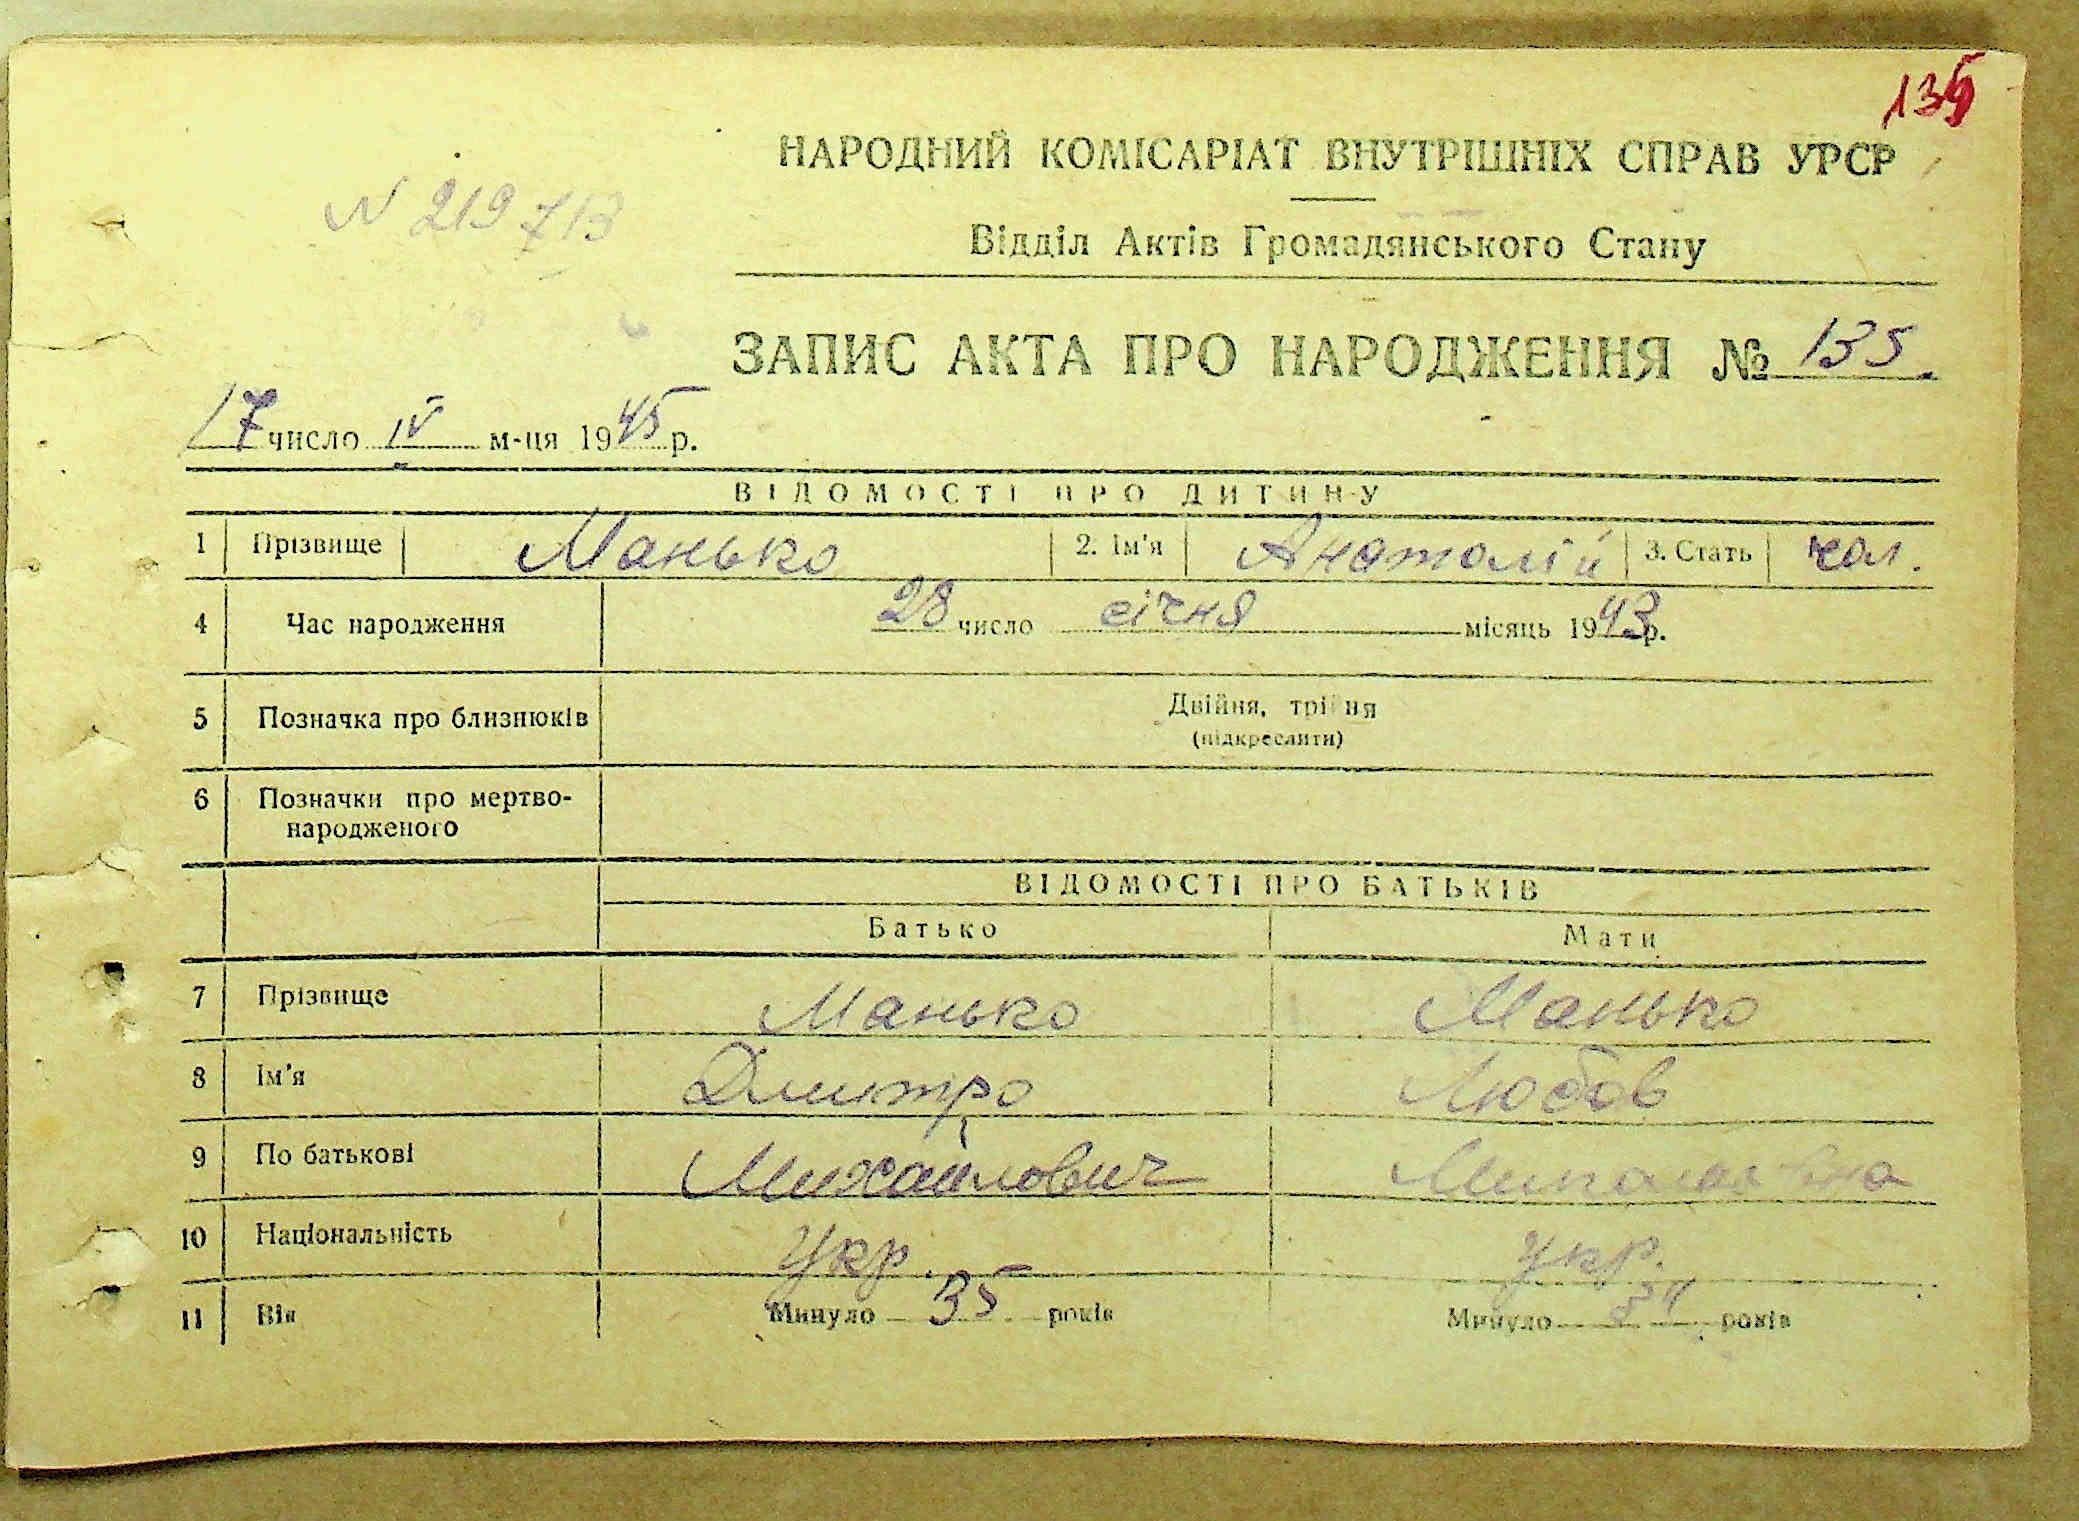 135
НАРОДНИЙ КОМІСАРІАТ ВНУТРІШНІХ СПРАВ УРСР
N 219713
Відділ Актів Громадянського Стану
ЗАПИС АКТА ПРО НАРОДЖЕННЯ № 135
17 число IV м-ця 1945 р.
ВІДОМОСТІ ПРО ДИТИНУ
1 Прізвище Манько 2. Ім'я Анатолій 3. Стать чол.
4 Час народження 28 число січня місяць 1943 р.
5 Позначка про близнюків Двійня, трійня
(підкреслити)
6 Позначки про мертво-
народженого
ВІДОМОСТІ ПРО БАТЬКІВ
Батько Мати
7 Прізвище Манько Манько
8 Ім'я Дмитро Любов
9 По батькові Михайлович
10 Національність Укр. укр.
11 Вік Минуло 35 років Минуло 34 років